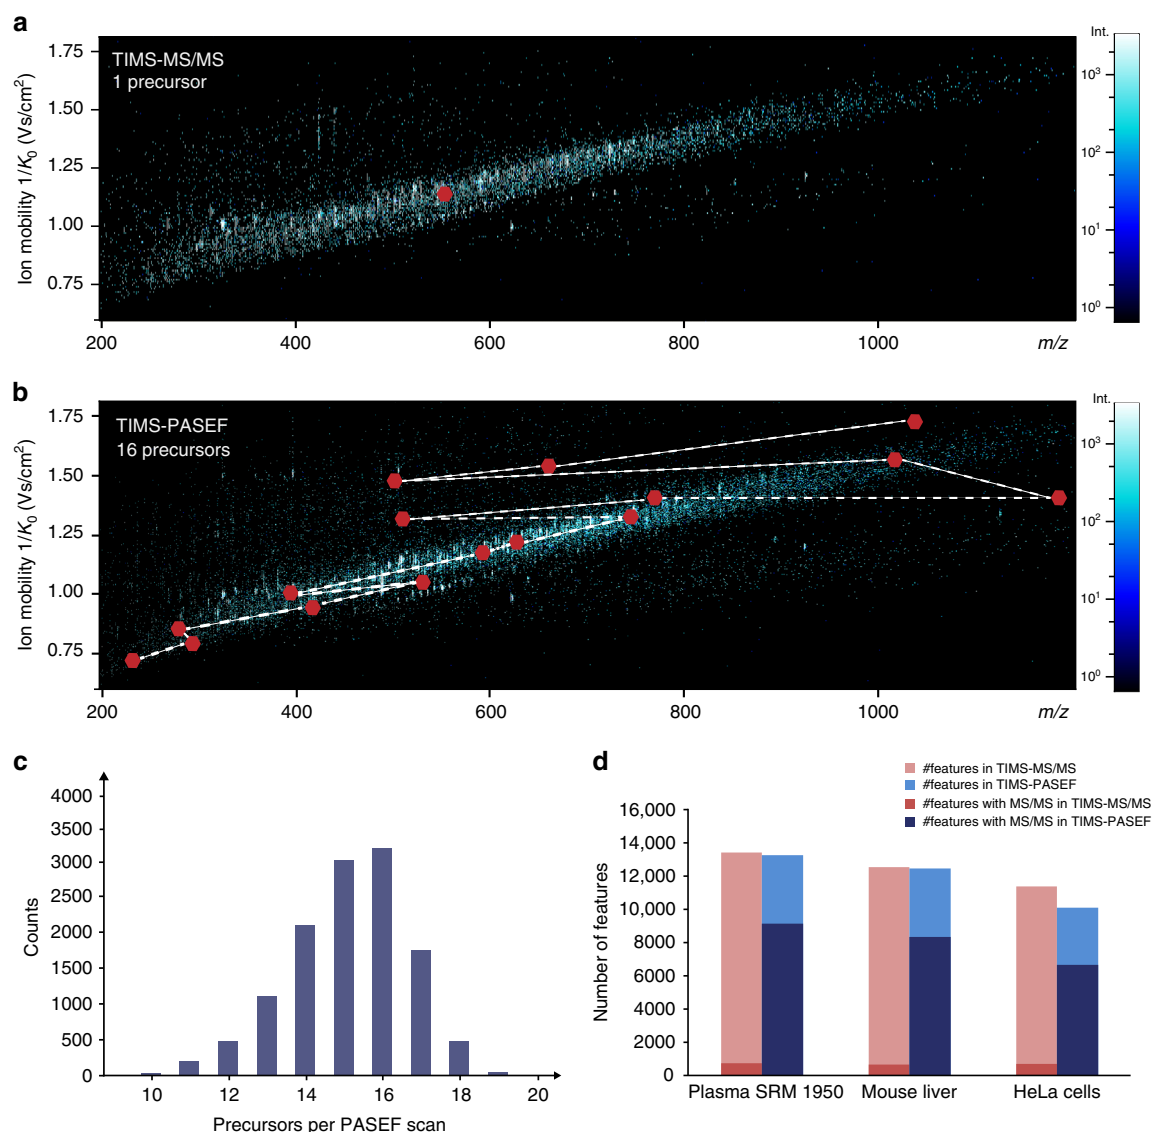 a
TIMS-MS/MS
1 precursor
Ion mobility 1/K0 (Vs/cm2)
1.75
1.50
1.25
1.00
0.75
200 400 600 800 1000 m/z
Int.
10³
10²
10¹
10⁰
b
TIMS-PASEF
16 precursors
Ion mobility 1/K0 (Vs/cm²)
1.75
1.50
1.25
1.00
0.75
200 400 600 800 1000 m/z
Int.
10³
10²
10¹
10⁰
c
Counts
4000
3500
3000
2500
2000
1500
1000
500
0
10 12 14 16 18 20
Precursors per PASEF scan
d
#features in TIMS-MS/MS
#features in TIMS-PASEF
#features with MS/MS in TIMS-MS/MS
#features with MS/MS in TIMS-PASEF
Number of features
16,000
14,000
12,000
10,000
8000
6000
4000
2000
0
Plasma SRM 1950 Mouse liver HeLa cells